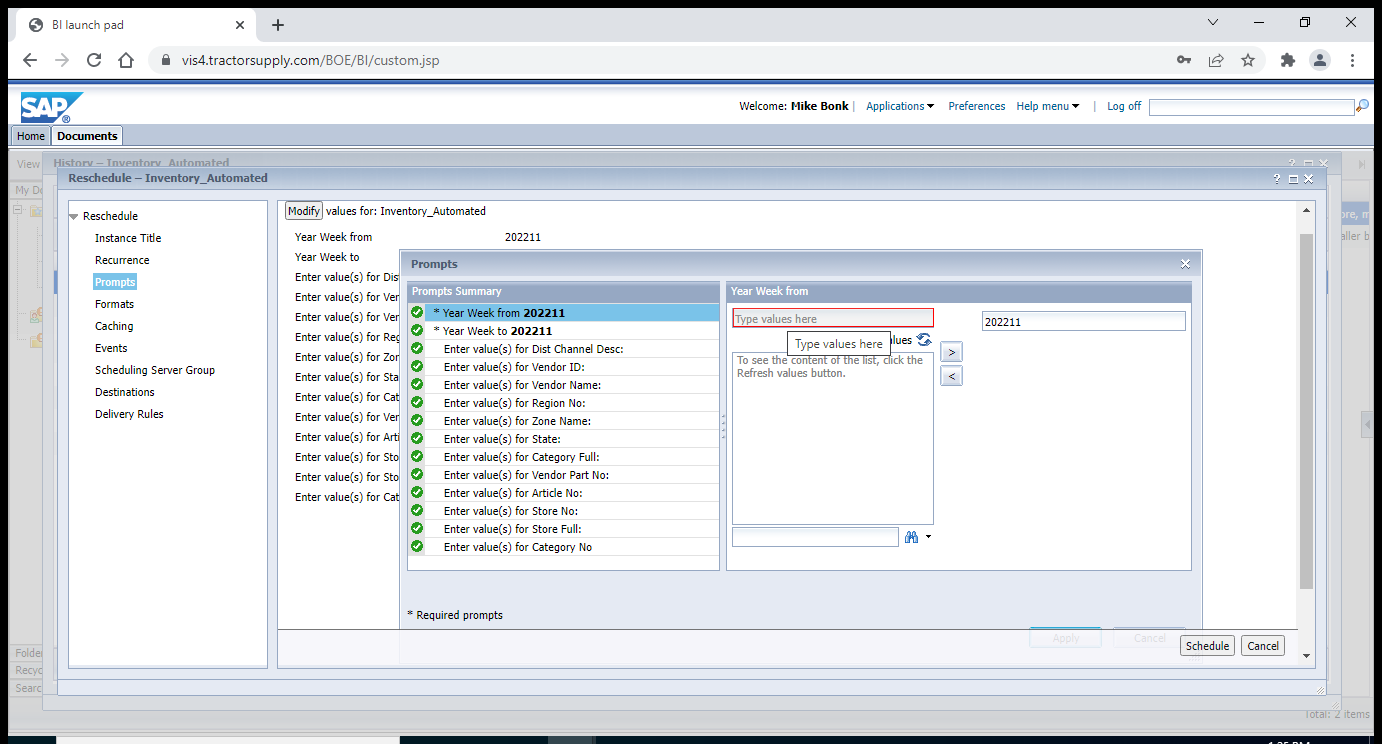 BI launch pad
vis4.tractorsupply.com/BOE/BI/custom.jsp
SAP
®
Welcome: Mike Bonk | Applications Preferences Help menu | Log off
Home Documents
View
History – Inventory_Automated
Reschedule – Inventory_Automated
Reschedule
Instance Title
Recurrence
Prompts
Formats
Caching
Events
Scheduling Server Group
Destinations
Delivery Rules
Modify values for: Inventory_Automated
Year Week from 202211
Year Week to
Enter value(s) for Dis
Enter value(s) for Ver
Enter value(s) for Ver
Enter value(s) for Reg
Enter value(s) for Zon
Enter value(s) for Sta
Enter value(s) for Cat
Enter value(s) for Ver
Enter value(s) for Arti
Enter value(s) for Sto
Enter value(s) for Sto
Enter value(s) for Cat
Prompts
Prompts Summary
* Year Week from 202211
* Year Week to 202211
Enter value(s) for Dist Channel Desc:
Enter value(s) for Vendor ID:
Enter value(s) for Vendor Name:
Enter value(s) for Region No:
Enter value(s) for Zone Name:
Enter value(s) for State:
Enter value(s) for Category Full:
Enter value(s) for Vendor Part No:
Enter value(s) for Article No:
Enter value(s) for Store No:
Enter value(s) for Store Full:
Enter value(s) for Category No
Year Week from
Type values here
202211
Type values here
alues
>
<
To see the content of the list, click the
Refresh values button.
* Required prompts
Apply Cancel
Schedule Cancel
My Do
ore, m
aller b
Folder
Recyc
Searc
Total: 2 items